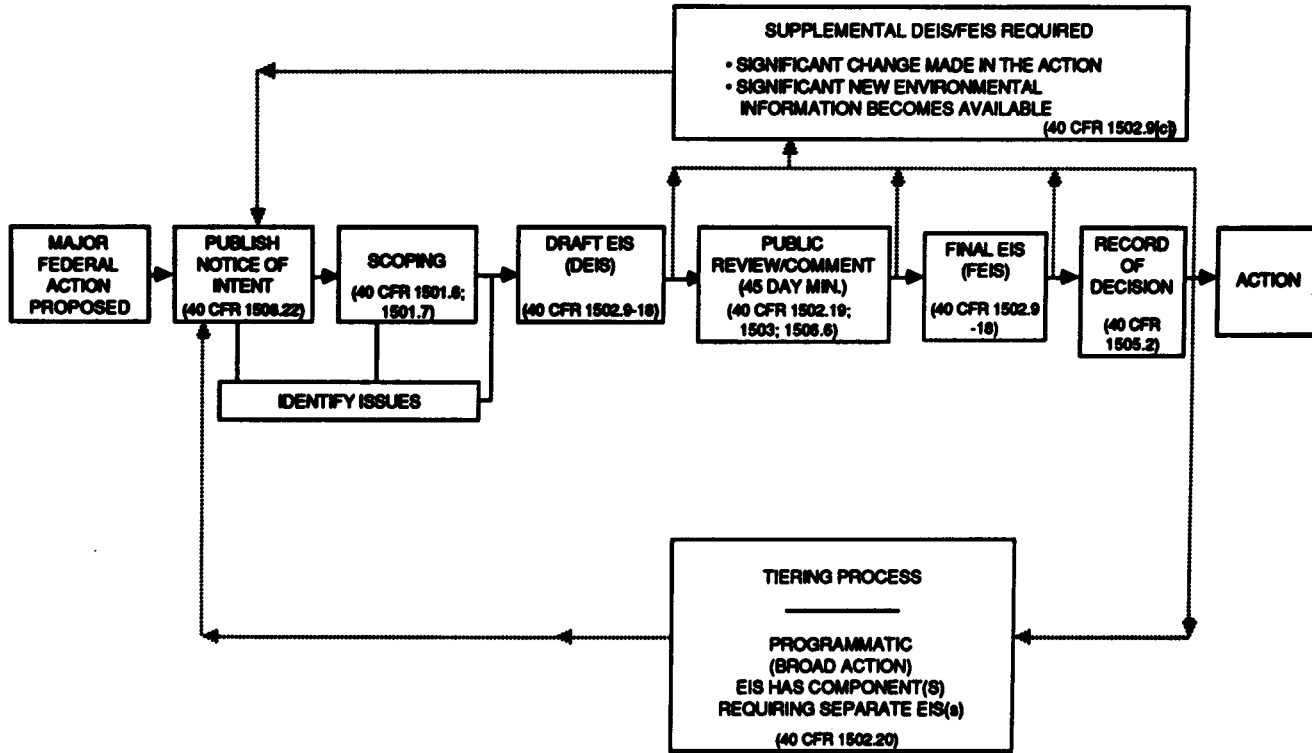 SUPPLEMENTAL DEIS/FEIS REQUIRED
• SIGNIFICANT CHANGE MADE IN THE ACTION
• SIGNIFICANT NEW ENVIRONMENTAL
INFORMATION BECOMES AVAILABLE
(40 CFR 1502.9[c])
MAJOR
FEDERAL
ACTION
PROPOSED
PUBLISH
NOTICE OF
INTENT
(40 CFR 1508.22)
SCOPING
(40 CFR 1501.6;
1501.7)
DRAFT EIS
(DEIS)
(40 CFR 1502.9-18)
PUBLIC
REVIEW/COMMENT
(45 DAY MIN.)
(40 CFR 1502.19;
1503; 1506.6)
FINAL EIS
(FEIS)
(40 CFR 1502.9
-18)
RECORD
OF
DECISION
(40 CFR
1505.2)
ACTION
IDENTIFY ISSUES
TIERING PROCESS
PROGRAMMATIC
(BROAD ACTION)
EIS HAS COMPONENT(S)
REQUIRING SEPARATE EIS(s)
(40 CFR 1502.20)